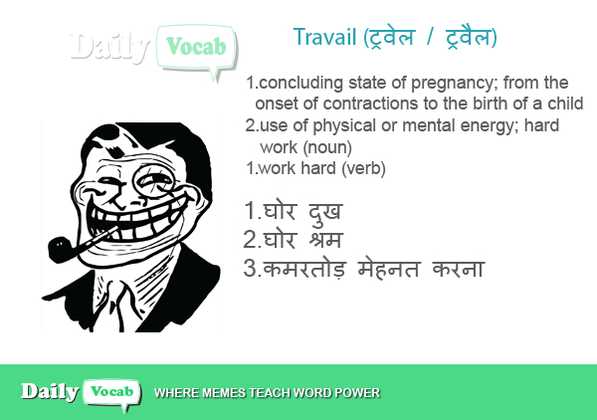 Daily Vocab
Travail (ट्रवेल / ट्रवैल)
1.concluding state of pregnancy; from the
onset of contractions to the birth of a child
2.use of physical or mental energy; hard
work (noun)
1.work hard (verb)
1.घोर दुख
2.घोर श्रम
3.कमरतोड़ मेहनत करना
Daily Vocab WHERE MEMES TEACH WORD POWER